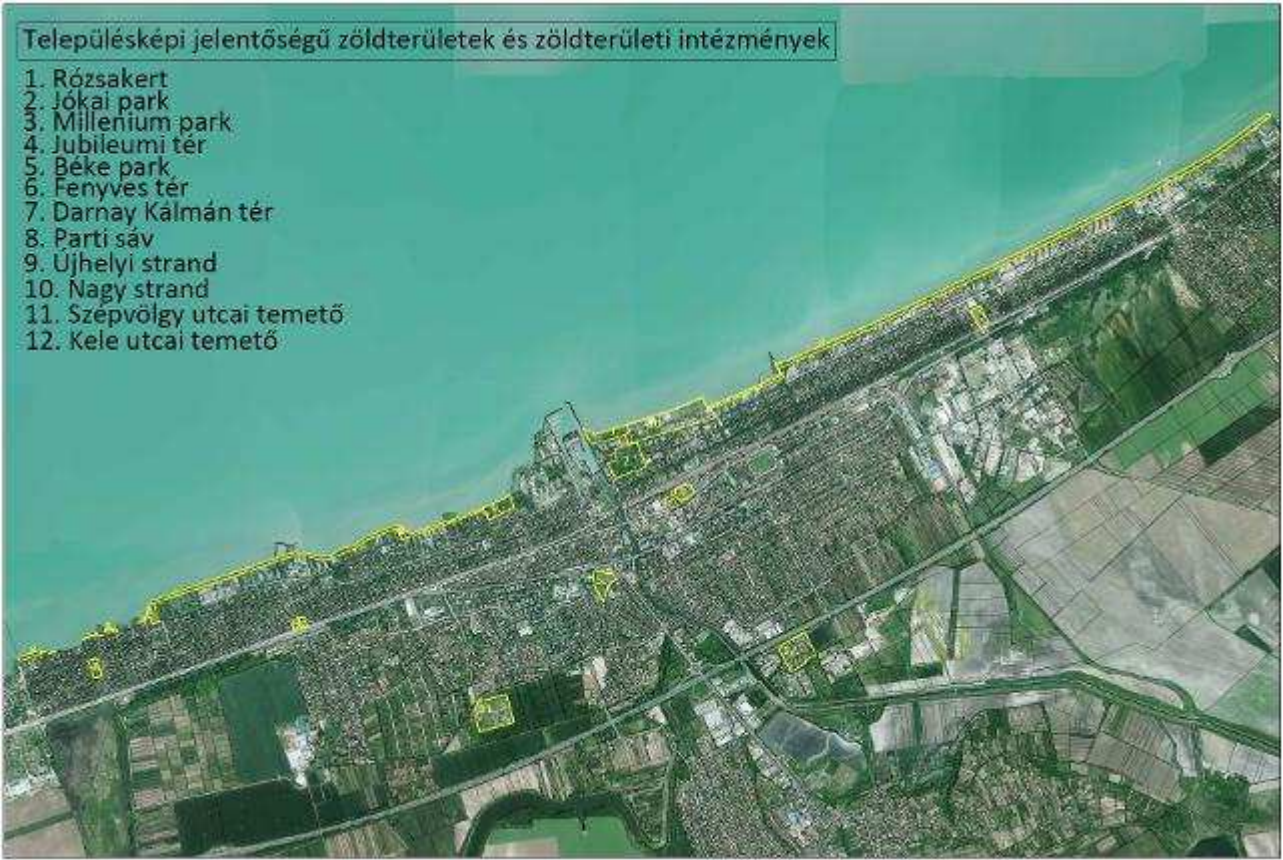 Településképi jelentőségű zöldterületek és zöldterületi intézmények
1. Rózsakert
2. Jókai park
3. Millenium park
4. Jubileumi tér
5. Béke park
6. Fenyves tér
7. Darnay Kálmán tér
8. Parti sáv
9. Újhelyi strand
10. Nagy strand
11. Szépvölgy utcai temető
12. Kele utcai temető